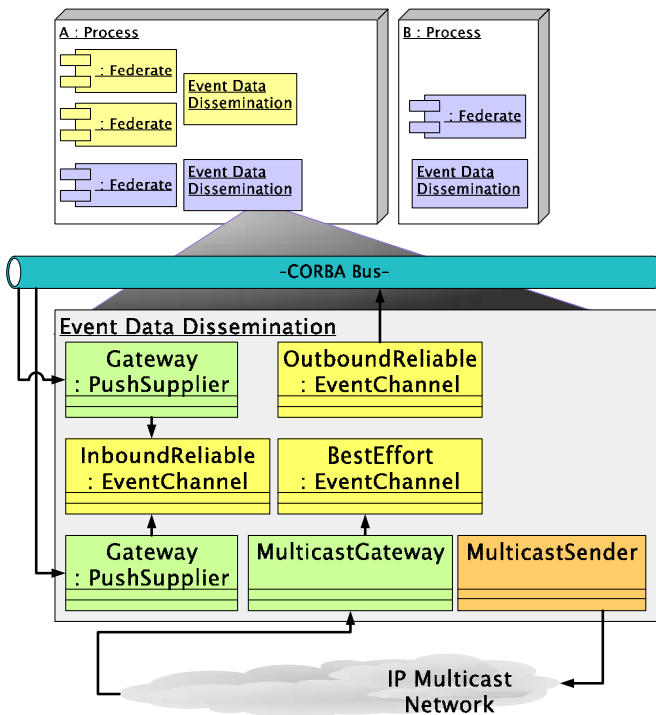 A : Process
: Federate
Event Data
Dissemination
: Federate
: Federate
Event Data
Dissemination
B : Process
: Federate
Event Data
Dissemination
-CORBA Bus-
Event Data Dissemination
Gateway
: PushSupplier
OutboundReliable
: EventChannel
InboundReliable
: EventChannel
BestEffort
: EventChannel
Gateway
: PushSupplier
MulticastGateway
MulticastSender
IP Multicast
Network